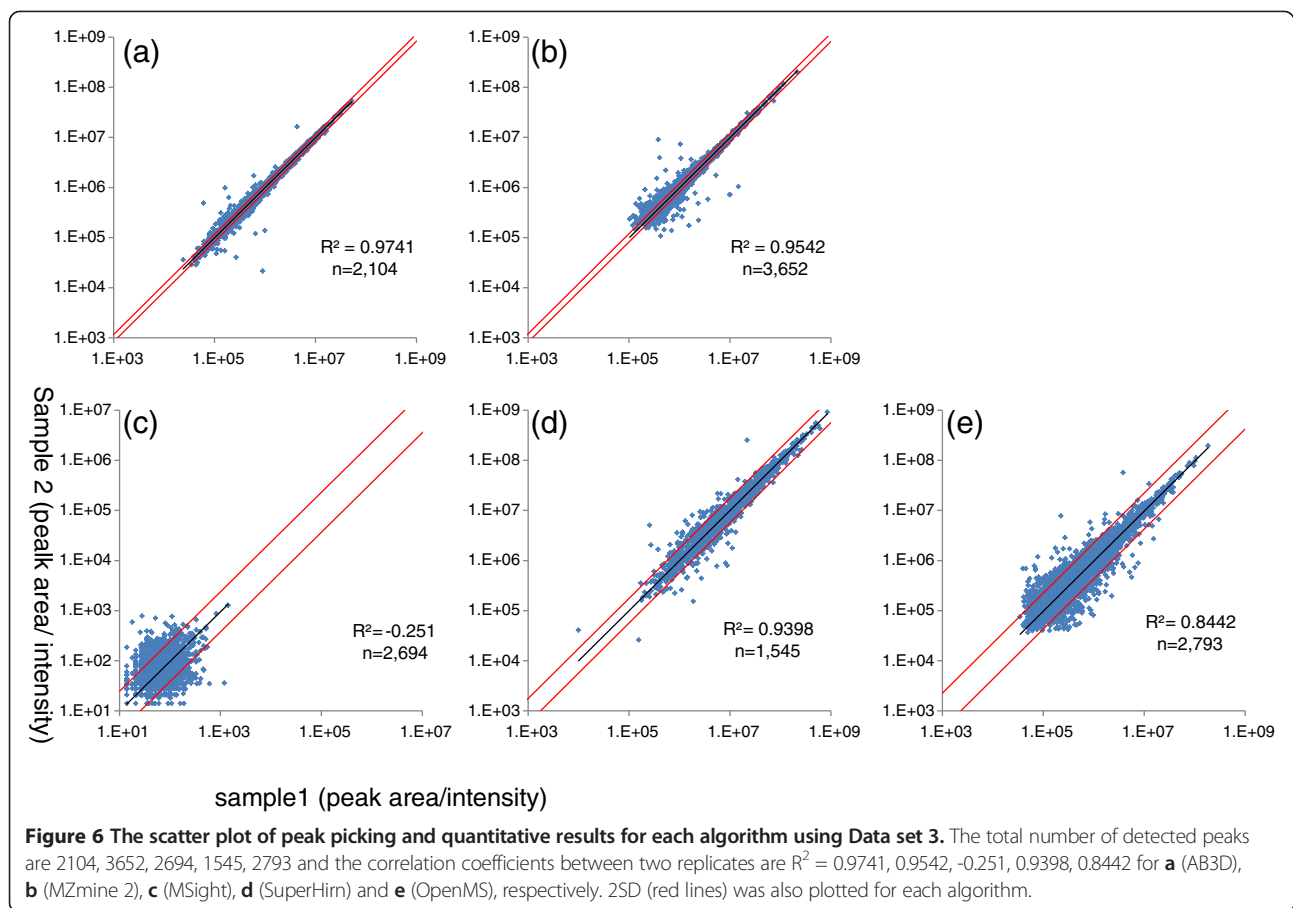 (a)
1.E+09
1.E+08
1.E+07
1.E+06
1.E+05
1.E+04
1.E+03
1.E+03 1.E+05 1.E+07 1.E+09
R² = 0.9741
n=2,104
(b)
1.E+09
1.E+08
1.E+07
1.E+06
1.E+05
1.E+04
1.E+03
1.E+03 1.E+05 1.E+07 1.E+09
R² = 0.9542
n=3,652
Sample 2 (pealk area/ intensity)
(c)
1.E+07
1.E+06
1.E+05
1.E+04
1.E+03
1.E+02
1.E+01
1.E+01 1.E+03 1.E+05 1.E+07
R²= -0.251
n=2,694
(d)
1.E+09
1.E+08
1.E+07
1.E+06
1.E+05
1.E+04
1.E+03
1.E+03 1.E+05 1.E+07 1.E+09
R² = 0.9398
n=1,545
(e)
1.E+09
1.E+08
1.E+07
1.E+06
1.E+05
1.E+04
1.E+03
1.E+03 1.E+05 1.E+07 1.E+09
R² = 0.8442
n=2,793
sample1 (peak area/intensity)
Figure 6 The scatter plot of peak picking and quantitative results for each algorithm using Data set 3. The total number of detected peaks
are 2104, 3652, 2694, 1545, 2793 and the correlation coefficients between two replicates are R² = 0.9741, 0.9542, -0.251, 0.9398, 0.8442 for a (AB3D),
b (MZmine 2), c (MSight), d (SuperHirn) and e (OpenMS), respectively. 2SD (red lines) was also plotted for each algorithm.